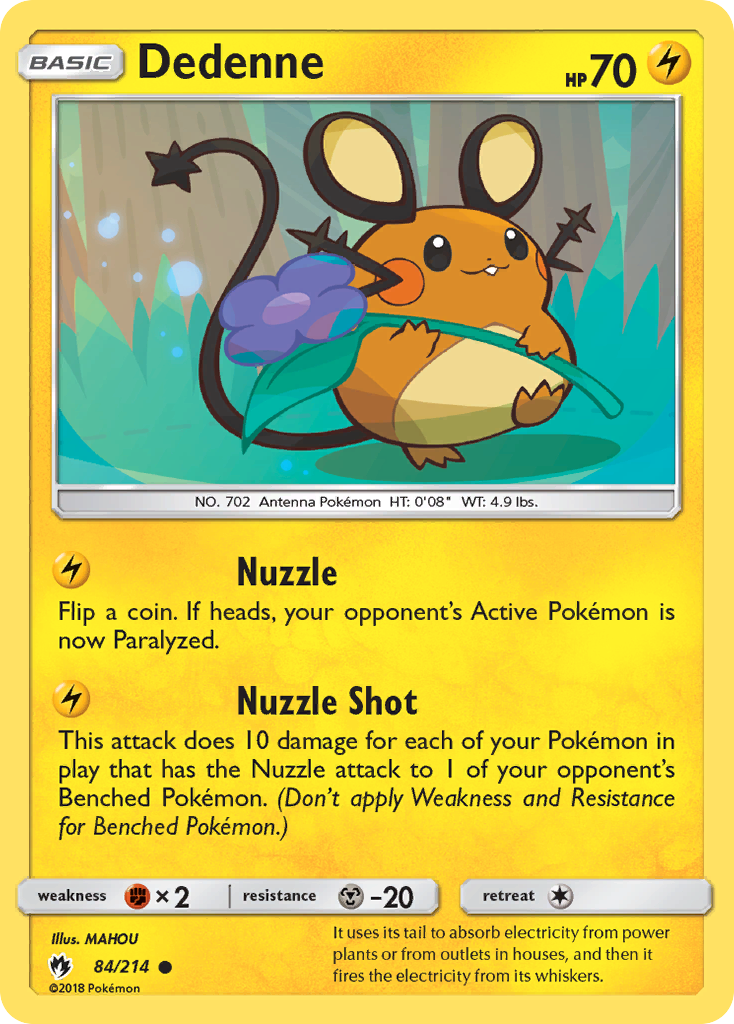 BASIC Dedenne HP 70
NO. 702 Antenna Pokémon HT: 0'08" WT: 4.9 lbs.
Nuzzle
Flip a coin. If heads, your opponent's Active Pokémon is
now Paralyzed.
Nuzzle Shot
This attack does 10 damage for each of your Pokémon in
play that has the Nuzzle attack to 1 of your opponent's
Benched Pokémon. (Don't apply Weakness and Resistance
for Benched Pokémon.)
weakness × 2 resistance –20 retreat
Illus. MAHOU
84/214
©2018 Pokémon
It uses its tail to absorb electricity from power
plants or from outlets in houses, and then it
fires the electricity from its whiskers.